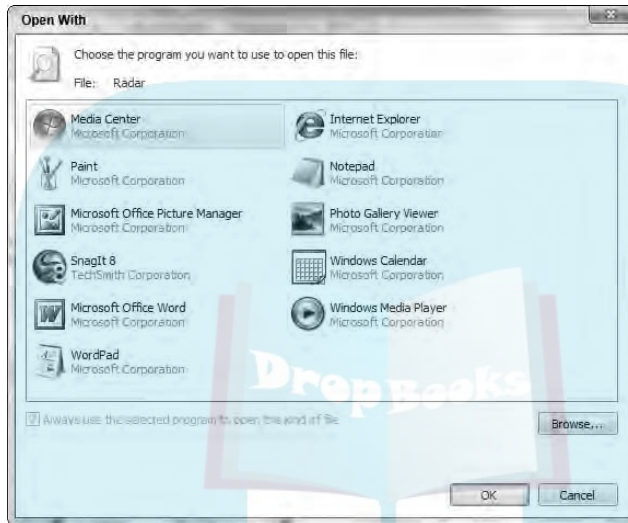 Open With
Choose the program you want to use to open this file:
File: Radar
Media Center
Microsoft Corporation
Internet Explorer
Microsoft Corporation
Paint
Microsoft Corporation
Notepad
Microsoft Corporation
Microsoft Office Picture Manager
Microsoft Corporation
Photo Gallery Viewer
Microsoft Corporation
SnagIt 8
TechSmith Corporation
Windows Calendar
Microsoft Corporation
Microsoft Office Word
Microsoft Corporation
Windows Media Player
Microsoft Corporation
WordPad
Microsoft Corporation
DropBooks
Always use the selected program to open this kind of file
Browse...
OK
Cancel